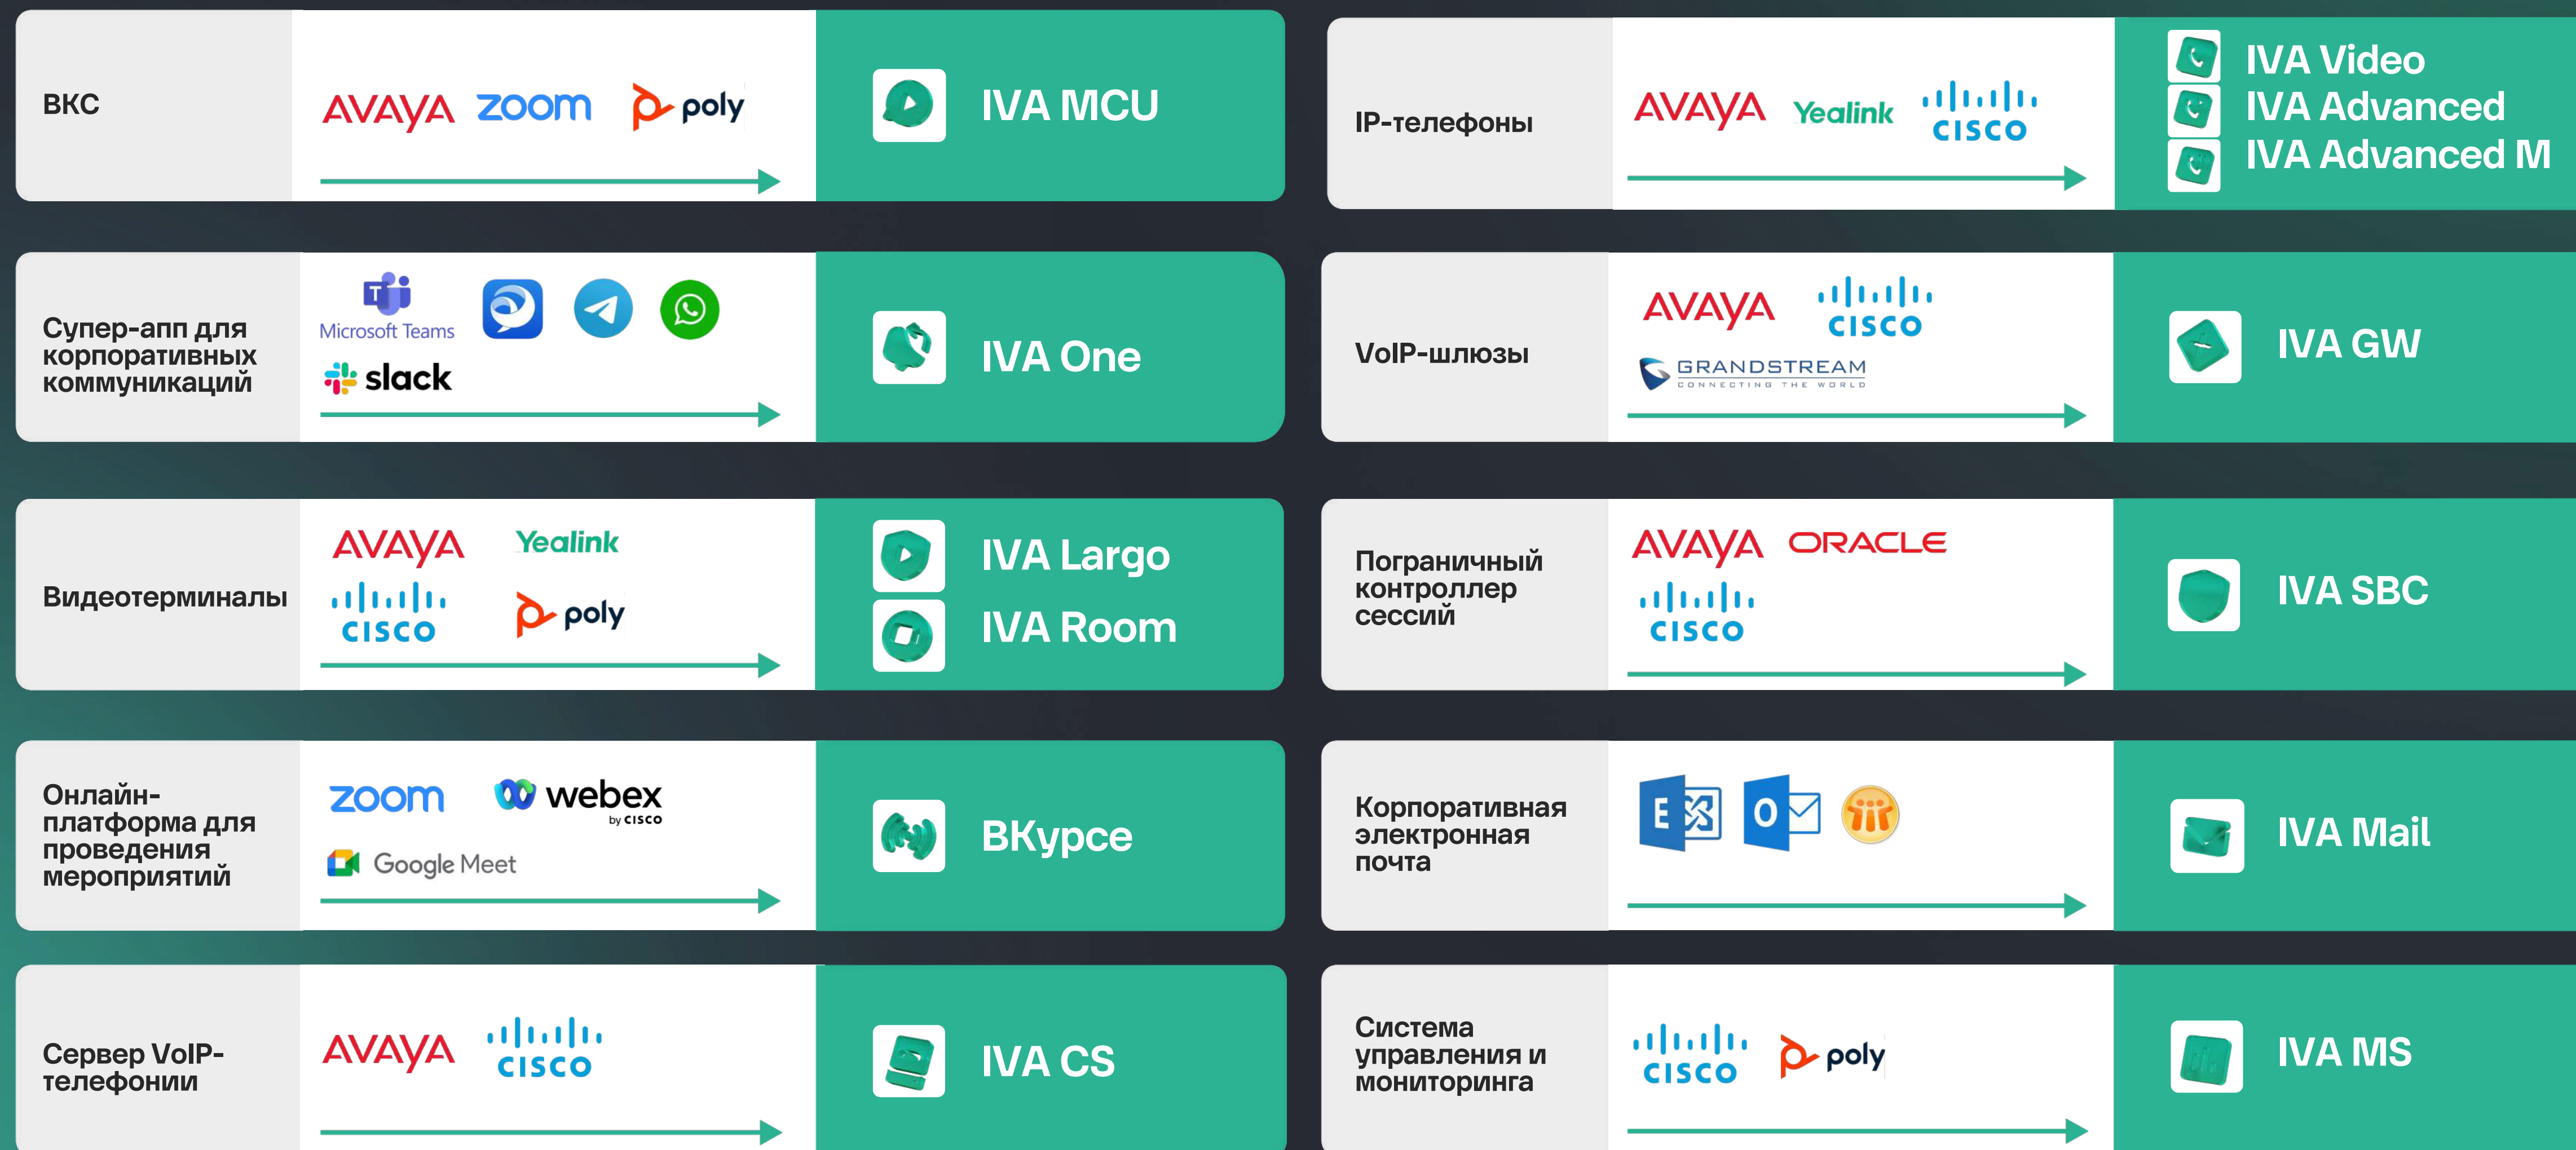 ВКС
AVAYA zoom poly
IVA MCU
Супер-апп для
корпоративных
коммуникаций
T
Microsoft Teams
slack
IVA One
Видеотерминалы
AVAYA Yealink
CISCO poly
IVA Largo
IVA Room
Онлайн-
платформа для
проведения
мероприятий
zoom webex
by CISCO
Google Meet
ВКурсе
Сервер VoIP-
телефонии
AVAYA CISCO
IVA CS
IP-телефоны
AVAYA Yealink CISCO
IVA Video
IVA Advanced
IVA Advanced M
VoIP-шлюзы
AVAYA CISCO
GRANDSTREAM
CONNECTING THE WORLD
IVA GW
Пограничный
контроллер
сессий
AVAYA ORACLE
CISCO
IVA SBC
Корпоративная
электронная
почта
E O
IVA Mail
Система
управления и
мониторинга
CISCO poly
IVA MS